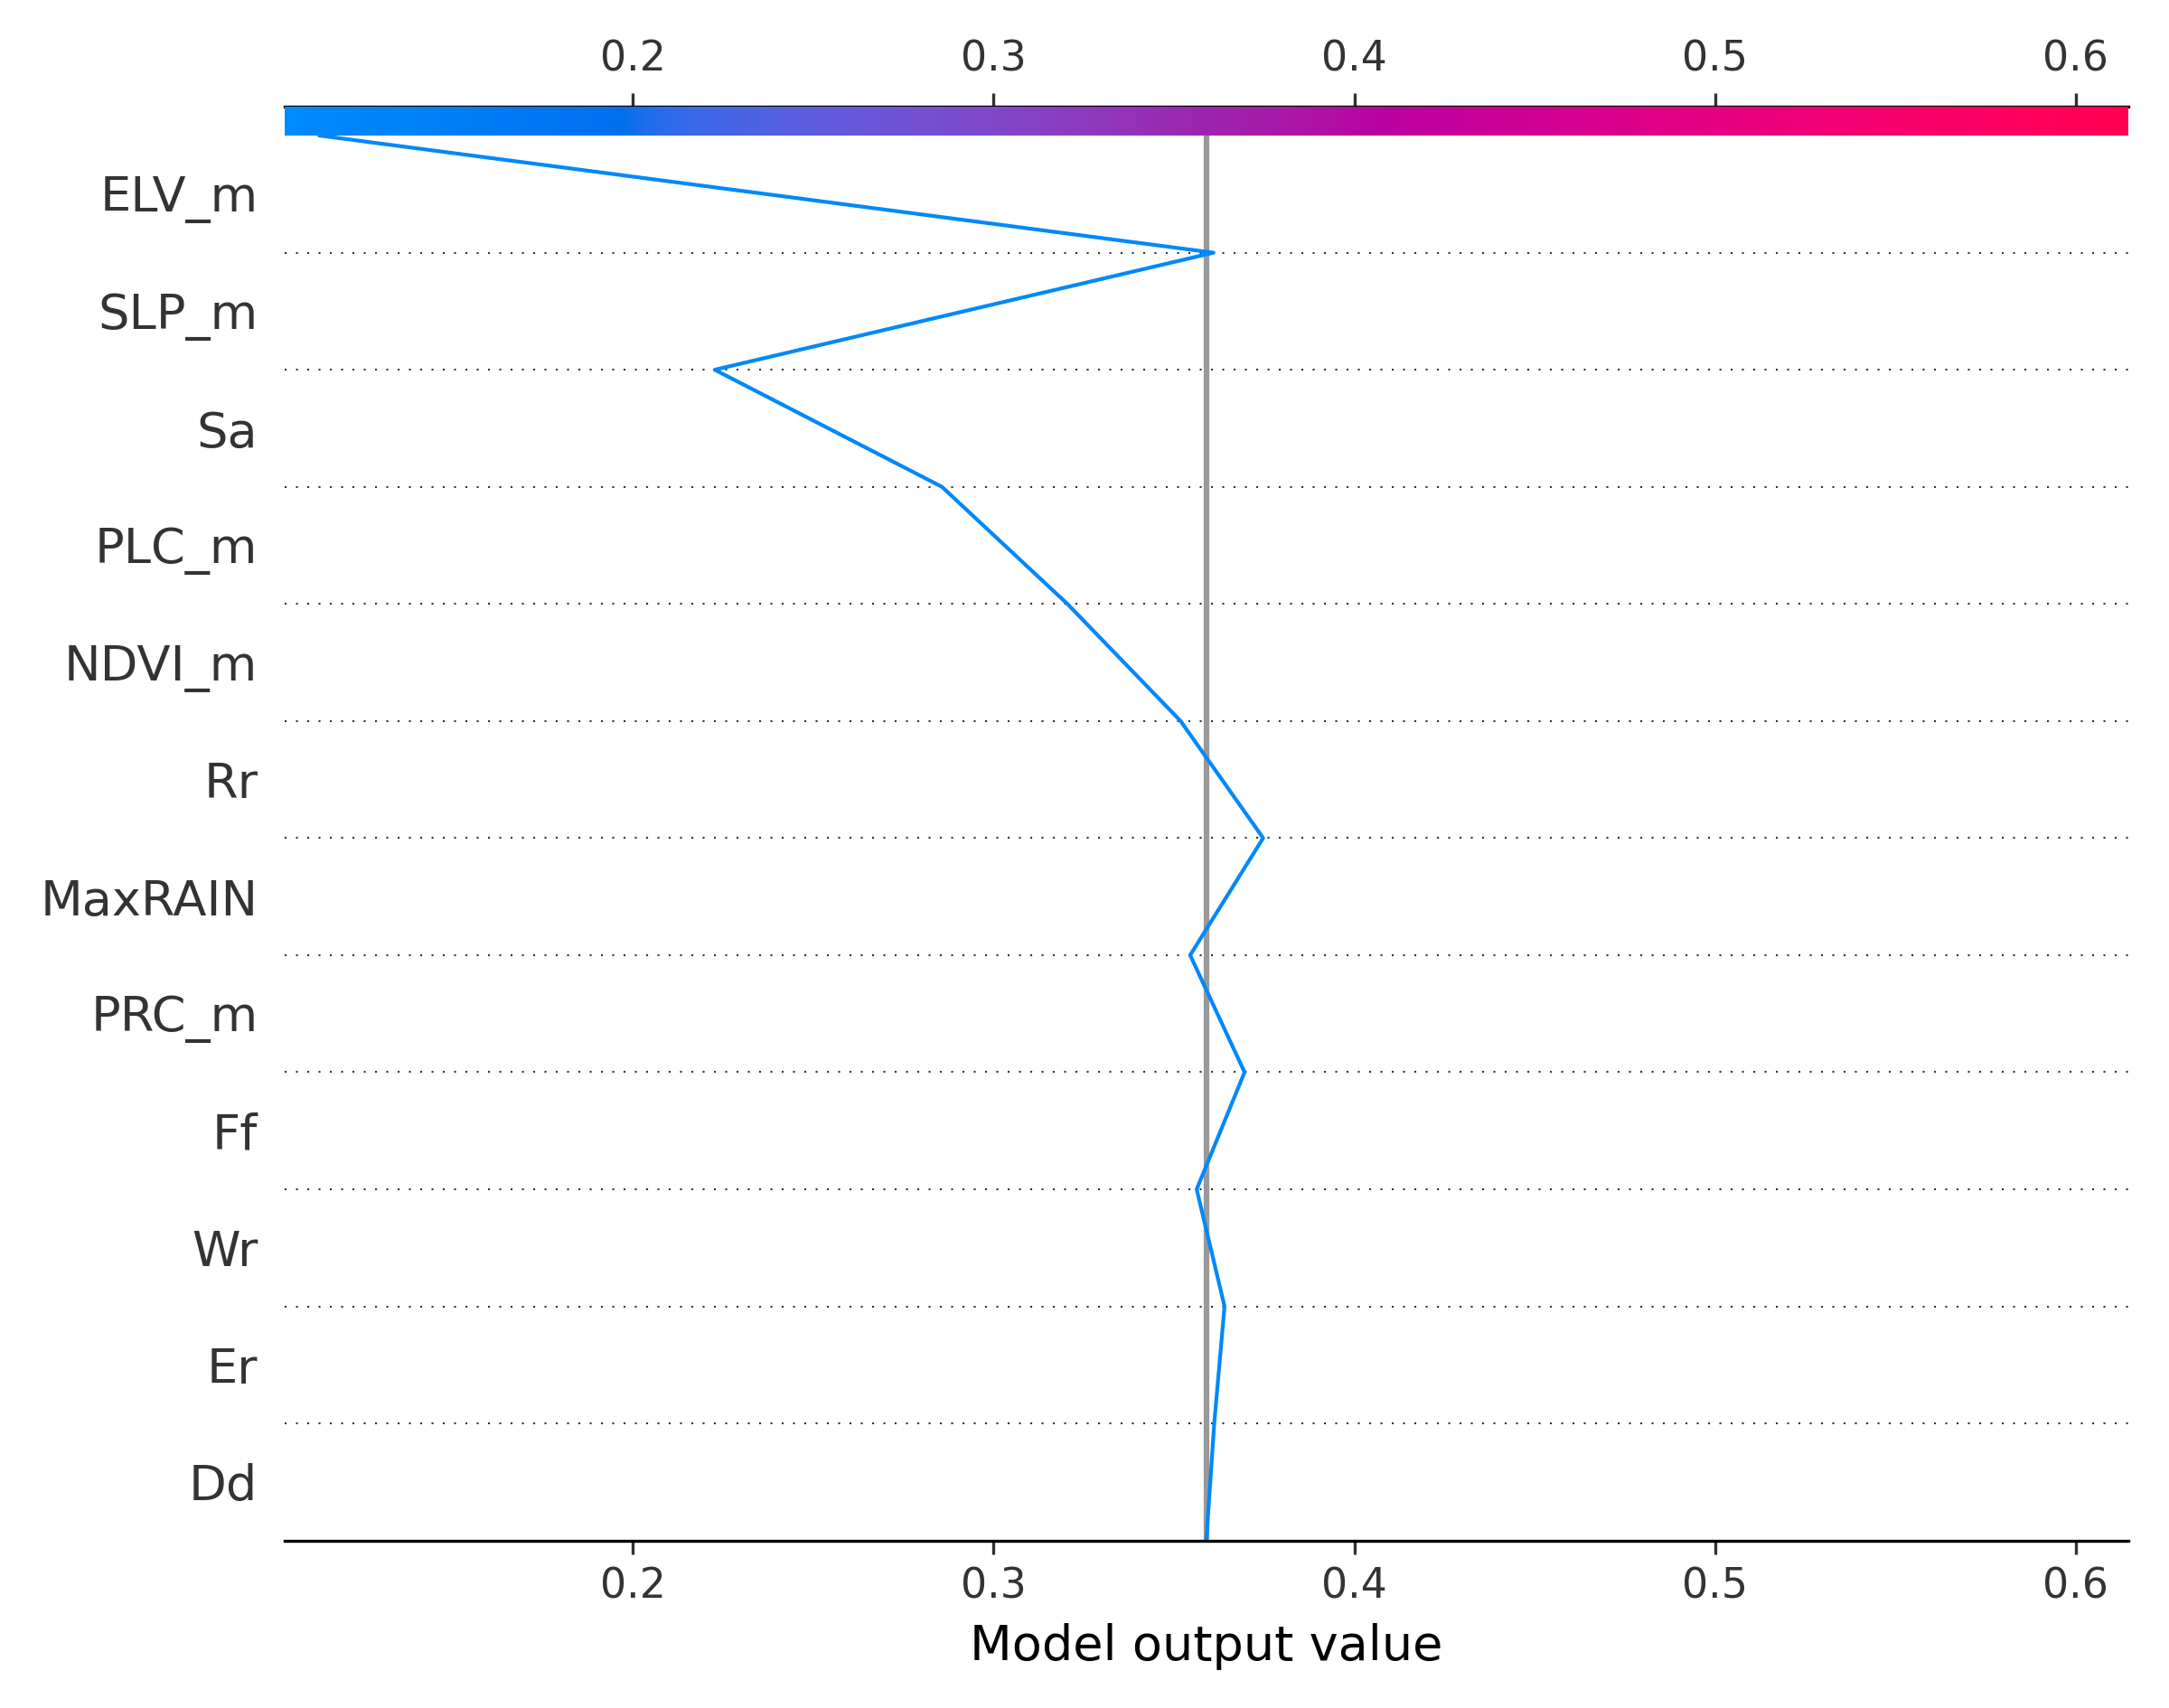 0.2 0.3 0.4 0.5 0.6
ELV_m
SLP_m
Sa
PLC_m
NDVI_m
Rr
MaxRAIN
PRC_m
Ff
Wr
Er
Dd
0.2 0.3 0.4 0.5 0.6
Model output value